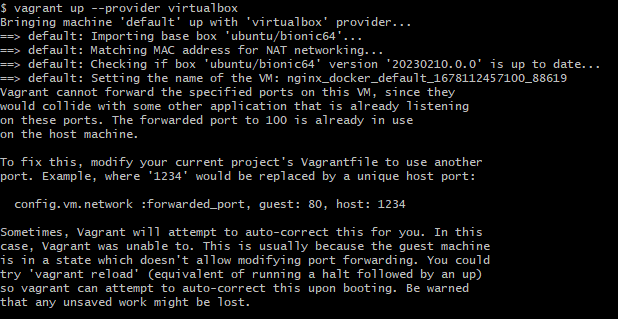 $ vagrant up --provider virtualbox
Bringing machine 'default' up with 'virtualbox' provider...
==> default: Importing base box 'ubuntu/bionic64'...
==> default: Matching MAC address for NAT networking...
==> default: Checking if box 'ubuntu/bionic64' version '20230210.0.0' is up to date...
==> default: Setting the name of the VM: nginx_docker_default_1678112457100_88619
Vagrant cannot forward the specified ports on this VM, since they
would collide with some other application that is already listening
on these ports. The forwarded port to 100 is already in use
on the host machine.

To fix this, modify your current project's Vagrantfile to use another
port. Example, where '1234' would be replaced by a unique host port:

  config.vm.network :forwarded_port, guest: 80, host: 1234

Sometimes, Vagrant will attempt to auto-correct this for you. In this
case, Vagrant was unable to. This is usually because the guest machine
is in a state which doesn't allow modifying port forwarding. You could
try 'vagrant reload' (equivalent of running a halt followed by an up)
so vagrant can attempt to auto-correct this upon booting. Be warned
that any unsaved work might be lost.